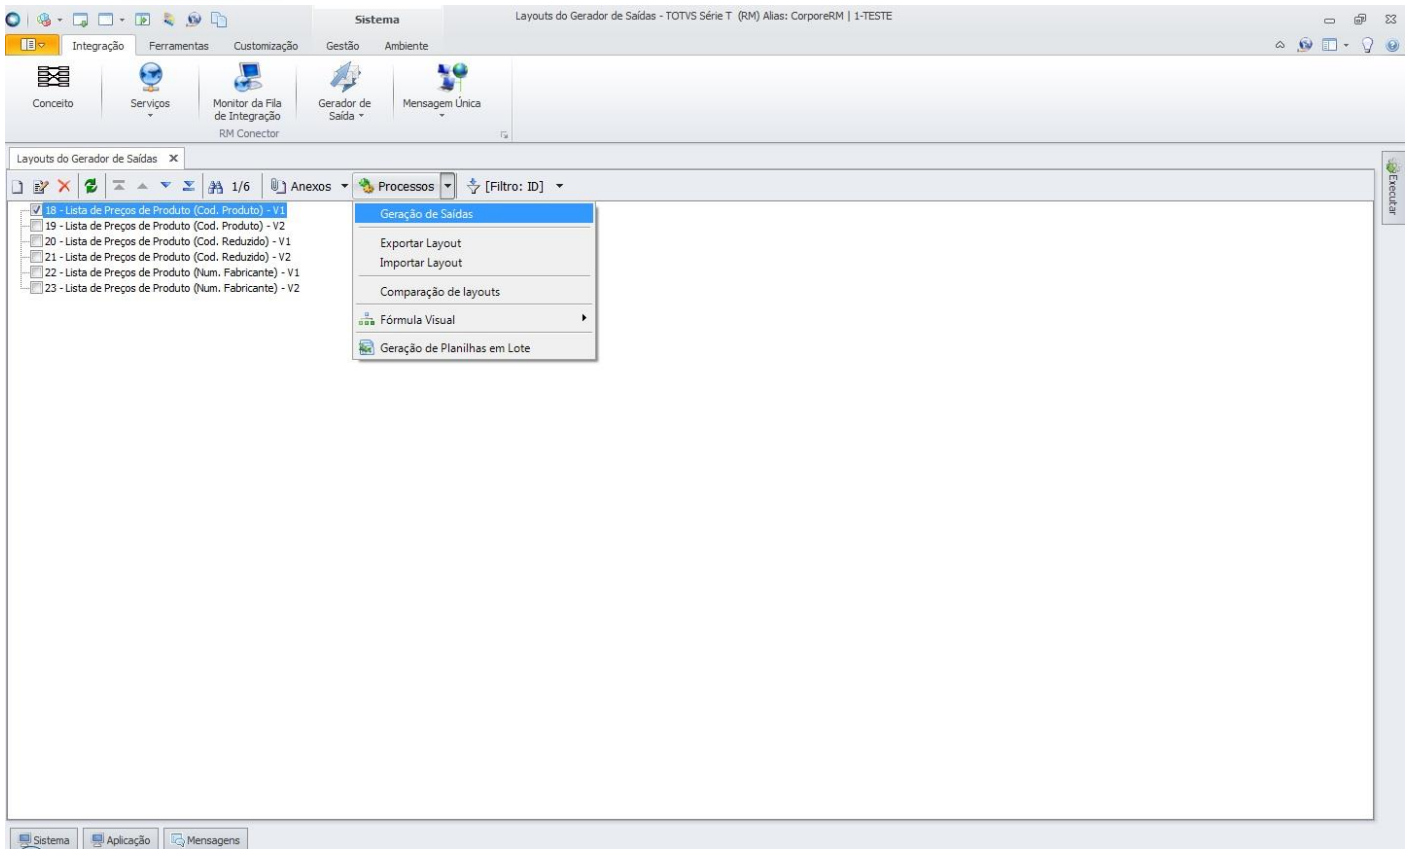 Sistema
Layouts do Gerador de Saídas - TOTVS Série T (RM) Alias: CorporeRM | 1-TESTE
Integração Ferramentas Customização Gestão Ambiente
Conceito
Serviços
Monitor da Fila
de Integração
Gerador de
Saída
Mensagem Única
RM Conector
Layouts do Gerador de Saídas X
1/6 Anexos Processos [Filtro: ID]
Executar
18 - Lista de Preços de Produto (Cod. Produto) - V1
19 - Lista de Preços de Produto (Cod. Produto) - V2
20 - Lista de Preços de Produto (Cod. Reduzido) - V1
21 - Lista de Preços de Produto (Cod. Reduzido) - V2
22 - Lista de Preços de Produto (Num. Fabricante) - V1
23 - Lista de Preços de Produto (Num. Fabricante) - V2
Geração de Saídas
Exportar Layout
Importar Layout
Comparação de layouts
Fórmula Visual
Geração de Planilhas em Lote
Sistema Aplicação Mensagens